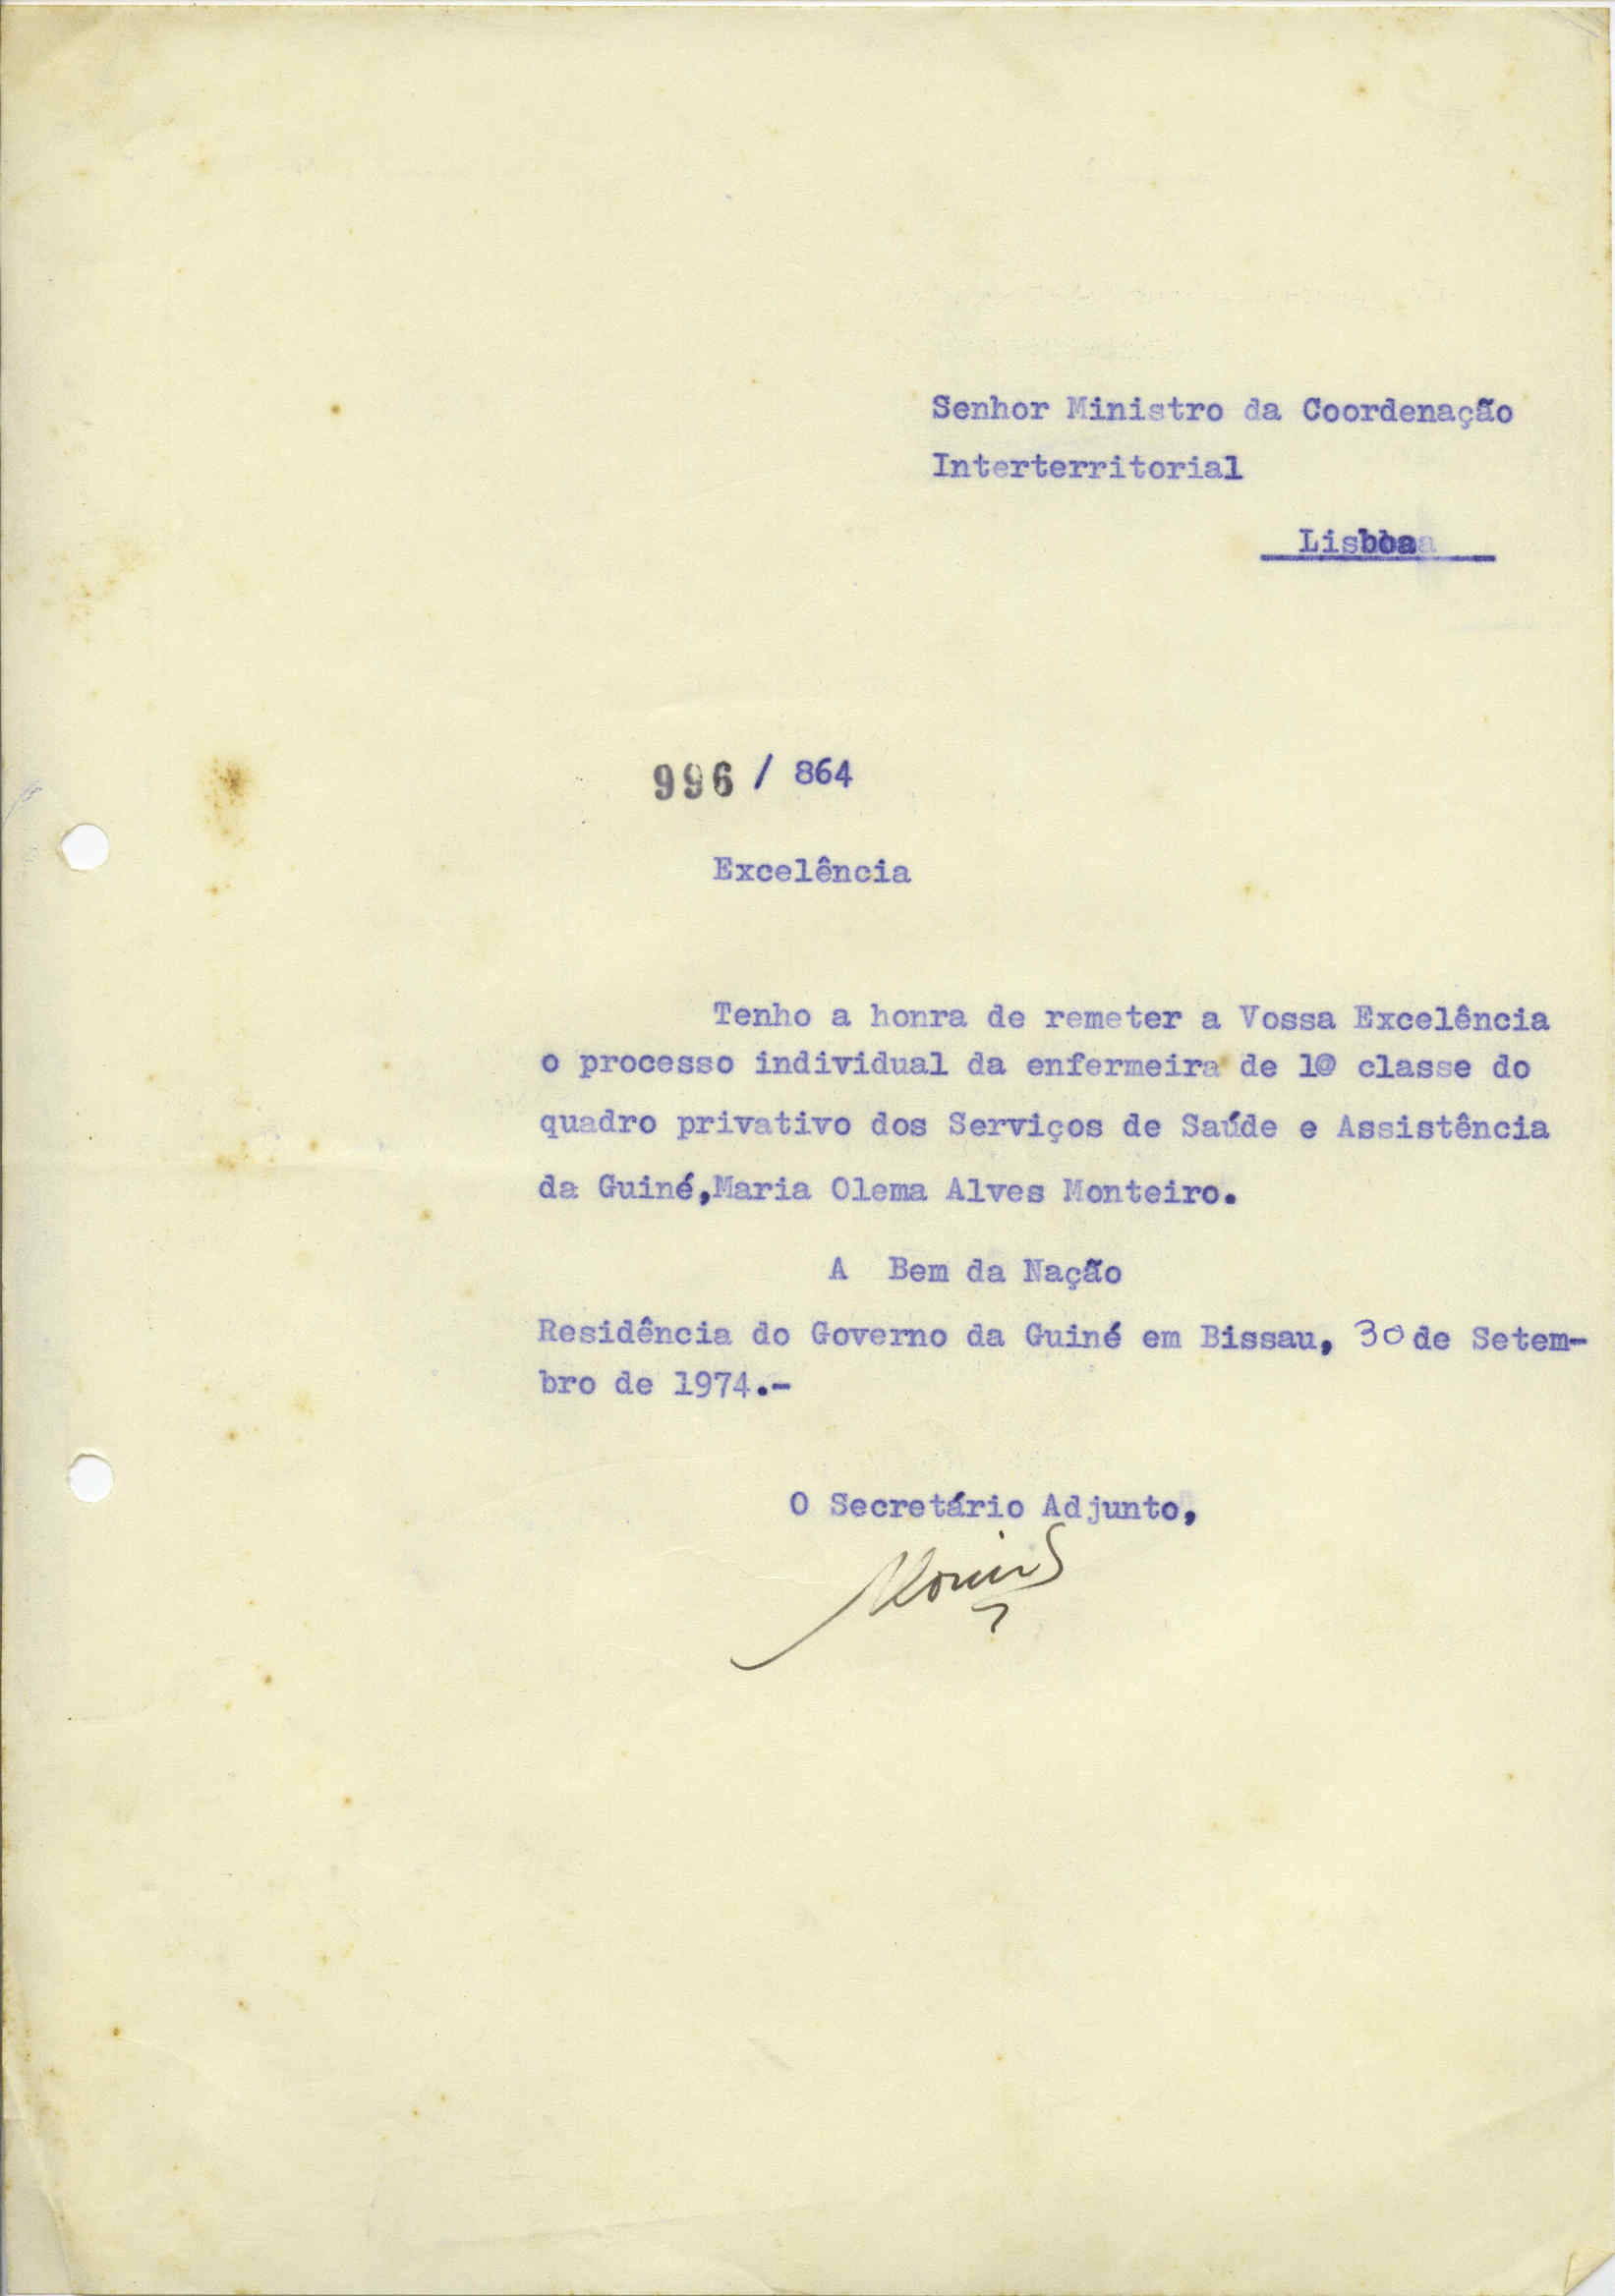 Senhor Ministro da Coordenação
Interterritorial
Lisboa
996 / 864
Excelência
Tenho a honra de remeter a Vossa Excelência
o processo individual da enfermeira de 1@ classe do
quadro privativo dos Serviços de Saúde e Assistência
da Guiné,Maria Olema Alves Monteiro.
A Bem da Nação
Residência do Governo da Guiné em Bissau, 30 de Setem-
bro de 1974.-
O Secretário Adjunto,